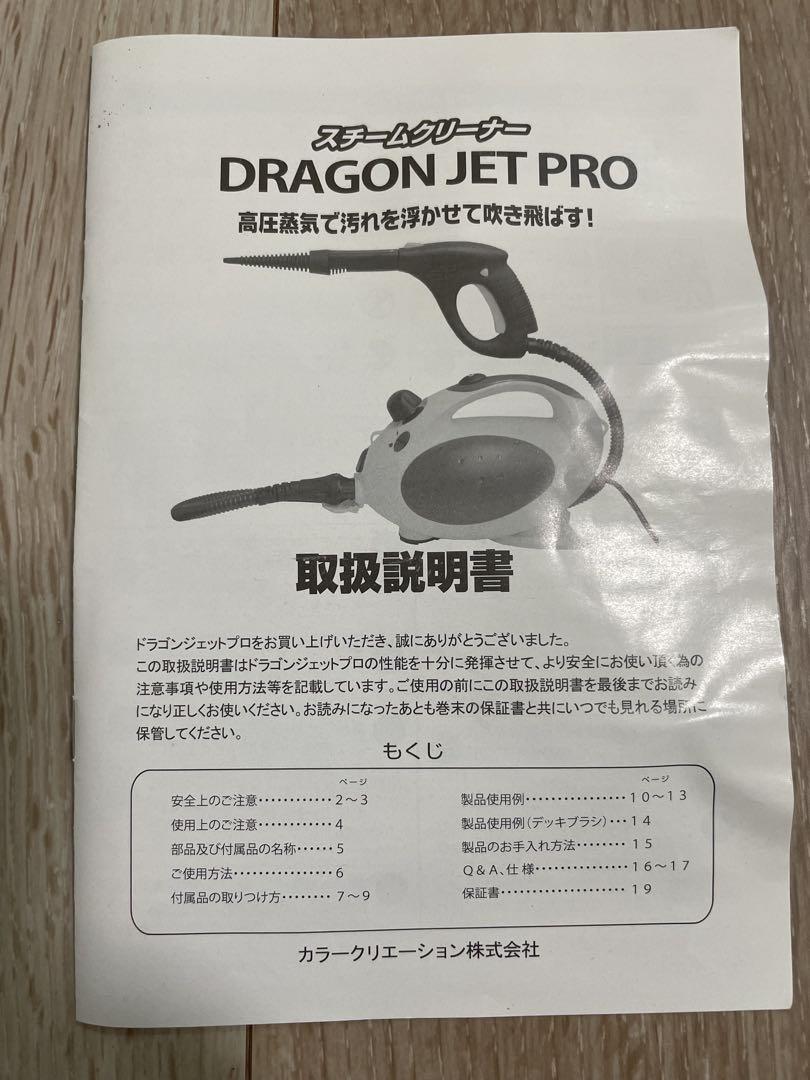 スチームクリーナー
DRAGON JET PRO
高圧蒸気で汚れを浮かせて吹き飛ばす!
取扱説明書
ドラゴンジェットプロをお買い上げいただき、誠にありがとうございました。
この取扱説明書はドラゴンジェットプロの性能を十分に発揮させて、より安全にお使い頂く為の
注意事項や使用方法等を記載しています。ご使用の前にこの取扱説明書を最後までお読み
になり正しくお使いください。お読みになったあとも巻末の保証書と共にいつでも見れる場所に
保管してください。
もくじ
ページ
安全上のご注意・・・・・・・・・・・・2〜3
使用上のご注意・・・・・・・・・・・・4
部品及び付属品の名称・・・・・・5
ご使用方法・・・・・・・・・・・・・・・・6
付属品の取りつけ方・・・・・・・・7〜9
ページ
製品使用例・・・・・・・・・・・・・・・・10〜13
製品使用例(デッキブラシ)・・・14
製品のお手入れ方法・・・・・・・・15
Q&A、仕様・・・・・・・・・・・・・・・16〜17
保証書・・・・・・・・・・・・・・・・・・・・19
カラークリエーション株式会社